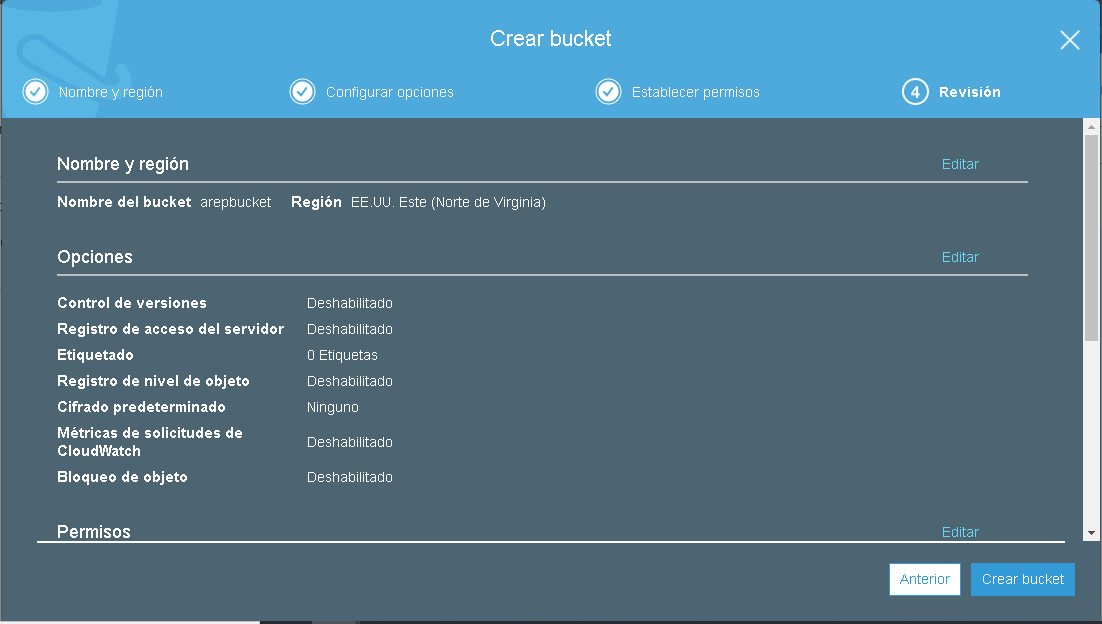 Crear bucket
Nombre y región
Configurar opciones
Establecer permisos
4 Revisión
Nombre y región Editar
Nombre del bucket arepbucket Región EE.UU. Este (Norte de Virginia)
Opciones Editar
Control de versiones Deshabilitado
Registro de acceso del servidor Deshabilitado
Etiquetado 0 Etiquetas
Registro de nivel de objeto Deshabilitado
Cifrado predeterminado Ninguno
Métricas de solicitudes de
CloudWatch Deshabilitado
Bloqueo de objeto Deshabilitado
Permisos Editar
Anterior Crear bucket